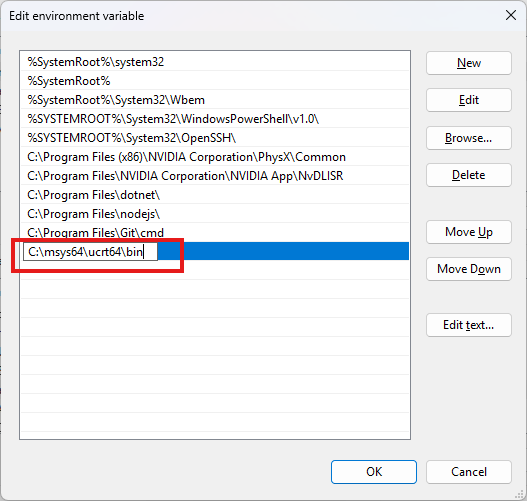 Edit environment variable
%SystemRoot%\system32
%SystemRoot%
%SystemRoot%\System32\Wbem
%SYSTEMROOT%\System32\WindowsPowerShell\v1.0\
%SYSTEMROOT%\System32\OpenSSH\
C:\Program Files (x86)\NVIDIA Corporation\PhysX\Common
C:\Program Files\NVIDIA Corporation\NVIDIA App\NvDLISR
C:\Program Files\dotnet\
C:\Program Files\nodejs\
C:\Program Files\Git\cmd
C:\msys64\ucrt64\bin
New
Edit
Browse...
Delete
Move Up
Move Down
Edit text...
OK
Cancel